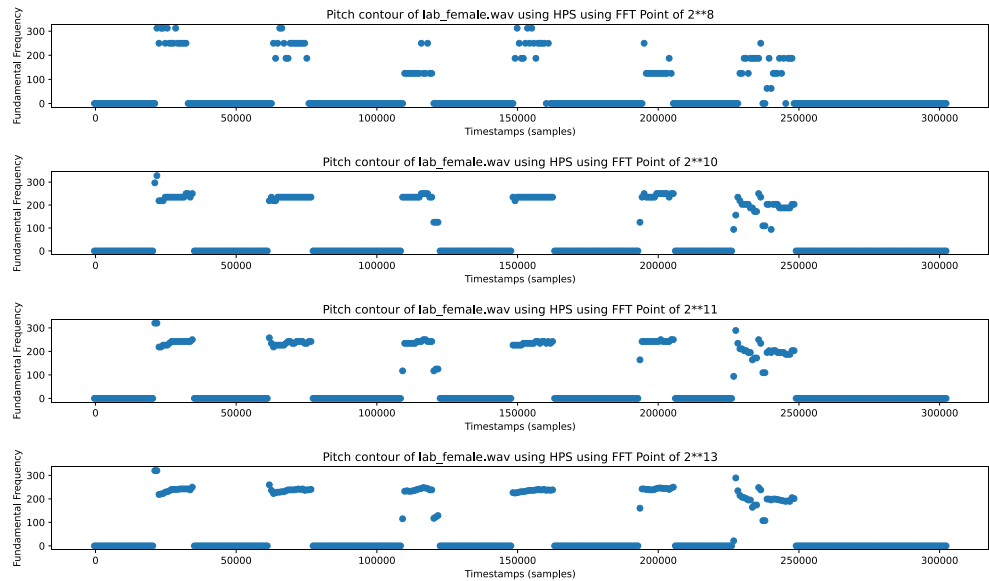 Pitch contour of lab_female.wav using HPS using FFT Point of 2**8
Fundamental Frequency
300
200
100
0
0 50000 100000 150000 200000 250000 300000
Timestamps (samples)
Pitch contour of lab_female.wav using HPS using FFT Point of 2**10
Fundamental Frequency
300
200
100
0
0 50000 100000 150000 200000 250000 300000
Timestamps (samples)
Pitch contour of lab_female.wav using HPS using FFT Point of 2**11
Fundamental Frequency
300
200
100
0
0 50000 100000 150000 200000 250000 300000
Timestamps (samples)
Pitch contour of lab_female.wav using HPS using FFT Point of 2**13
Fundamental Frequency
300
200
100
0
0 50000 100000 150000 200000 250000 300000
Timestamps (samples)